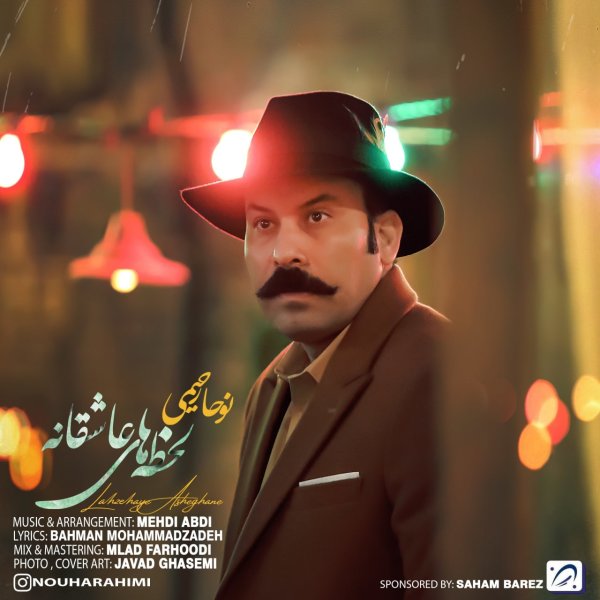 نوحا رحیمی
لحظه‌های عاشقانه
Lahzehaye Asheghane
MUSIC & ARRANGEMENT: MEHDI ABDI
LYRICS: BAHMAN MOHAMMADZADEH
MIX & MASTERING: MLAD FARHOODI
PHOTO , COVER ART: JAVAD GHASEMI
NOUHARAHIMI
SPONSORED BY: SAHAM BAREZ